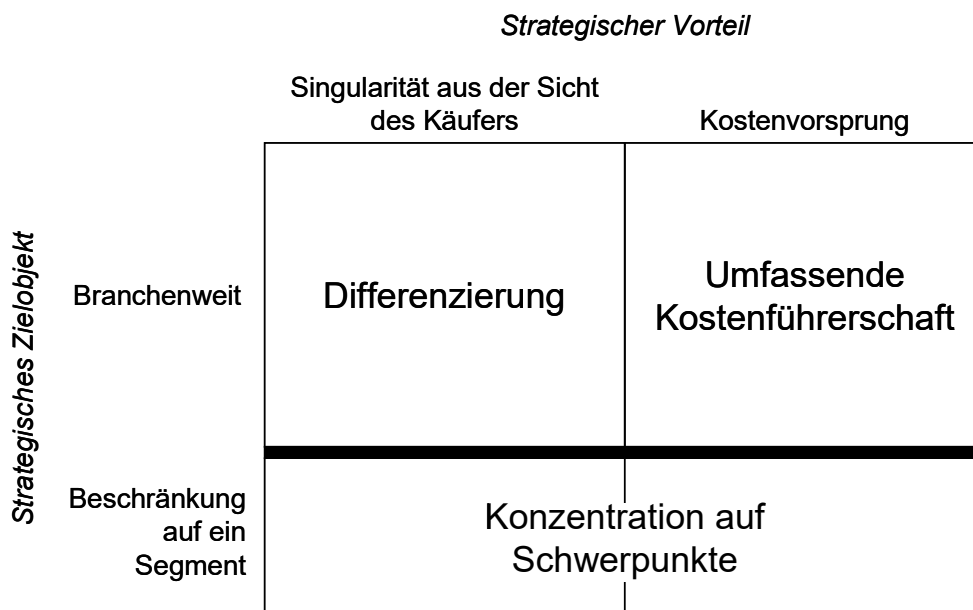 Strategischer Vorteil
Singularität aus der Sicht
des Käufers
Kostenvorsprung
Strategisches Zielobjekt
Branchenweit
Differenzierung
Umfassende
Kostenführerschaft
Beschränkung
auf ein
Segment
Konzentration auf
Schwerpunkte